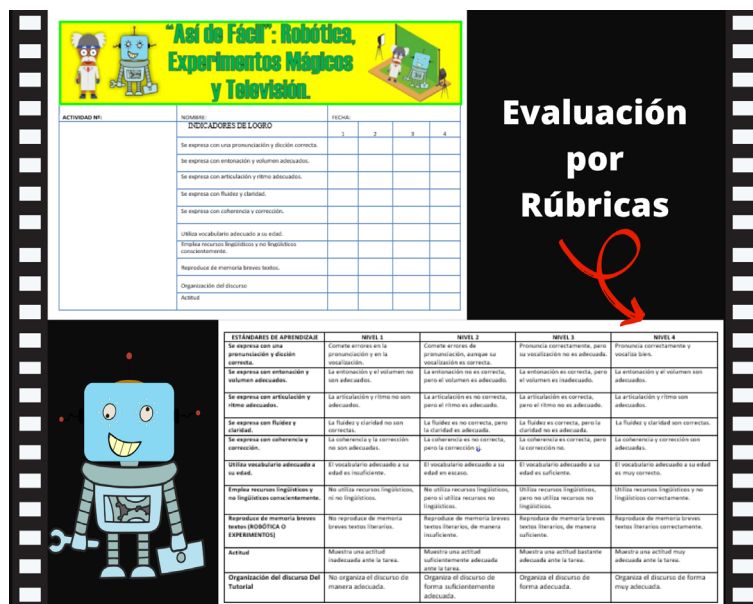 "Así de Fácil": Robótica,
Experimentos Mágicos
y Televisión.
ACTIVIDAD Nº: NOMBRE: FECHA:
INDICADORES DE LOGRO 1 2 3 4
Se expresa con una pronunciación y dicción correcta.
Se expresa con entonación y volumen adecuados.
Se expresa con articulación y ritmo adecuados.
Se expresa con fluidez y claridad.
Se expresa con coherencia y corrección.
Utiliza vocabulario adecuado a su edad.
Emplea recursos lingüísticos y no lingüísticos
conscientemente.
Reproduce de memoria breves textos.
Organización del discurso
Actitud
Evaluación
por
Rúbricas
ESTÁNDARES DE APRENDIZAJE NIVEL 1 NIVEL 2 NIVEL 3 NIVEL 4
Se expresa con una Comete errores en la Comete errores de Pronuncia correctamente, pero Pronuncia correctamente y
pronunciación y dicción pronunciación y en la pronunciación, aunque su su vocalización no es adecuada. vocaliza bien.
correcta. vocalización. vocalización es correcta.
Se expresa con entonación y La entonación y el volumen no La entonación no es correcta, La entonación es correcta, pero La entonación y el volumen son
volumen adecuados. son adecuados. pero el volumen es adecuado. el volumen es inadecuado. adecuados.
Se expresa con articulación y La articulación y ritmo no son La articulación no es correcta, La articulación es correcta, La articulación y ritmo son
ritmo adecuados. adecuados. pero el ritmo es adecuado. pero el ritmo no es adecuado. adecuados.
Se expresa con fluidez y La fluidez y claridad no son La fluidez no es correcta, pero La fluidez es correcta, pero la La fluidez y claridad son correctas.
claridad. correctas. la claridad es adecuada. claridad no es adecuada.
Se expresa con coherencia y La coherencia y la corrección La coherencia no es correcta, La coherencia es correcta, pero La coherencia y corrección son
corrección. no son adecuados. pero la corrección sí. la corrección no. adecuadas.
Utiliza vocabulario adecuado a El vocabulario adecuado a su El vocabulario adecuado a su El vocabulario adecuado a su El vocabulario adecuado a su edad
su edad. edad es insuficiente. edad en escaso. edad es suficiente. es muy correcto.
Emplea recursos lingüísticos y No utiliza recursos lingüísticos, No utiliza recursos lingüísticos, Utiliza recursos lingüísticos, Utiliza recursos lingüísticos y no
no lingüísticos conscientemente. ni no lingüísticos. pero si utiliza recursos no pero no utiliza recursos no lingüísticos correctamente.
lingüísticos. lingüísticos.
Reproduce de memoria breves No reproduce de memoria Reproduce de memoria breves Reproduce de memoria breves Reproduce de memoria breves
textos (ROBÓTICA O breves textos literarios. textos literarios, de manera textos literarios, de manera textos literarios correctamente.
EXPERIMENTOS) insuficiente. suficiente.
Actitud Muestra una actitud Muestra una actitud Muestra una actitud bastante Muestra una actitud muy
inadecuada ante la tarea. suficientemente adecuada adecuada ante la tarea. adecuada ante la tarea.
ante la tarea.
Organización del discurso Del No organiza el discurso de Organiza el discurso de Organiza el discurso de Organiza el discurso de forma
Tutorial manera adecuada. forma suficientemente forma adecuada. muy adecuada.
adecuada.